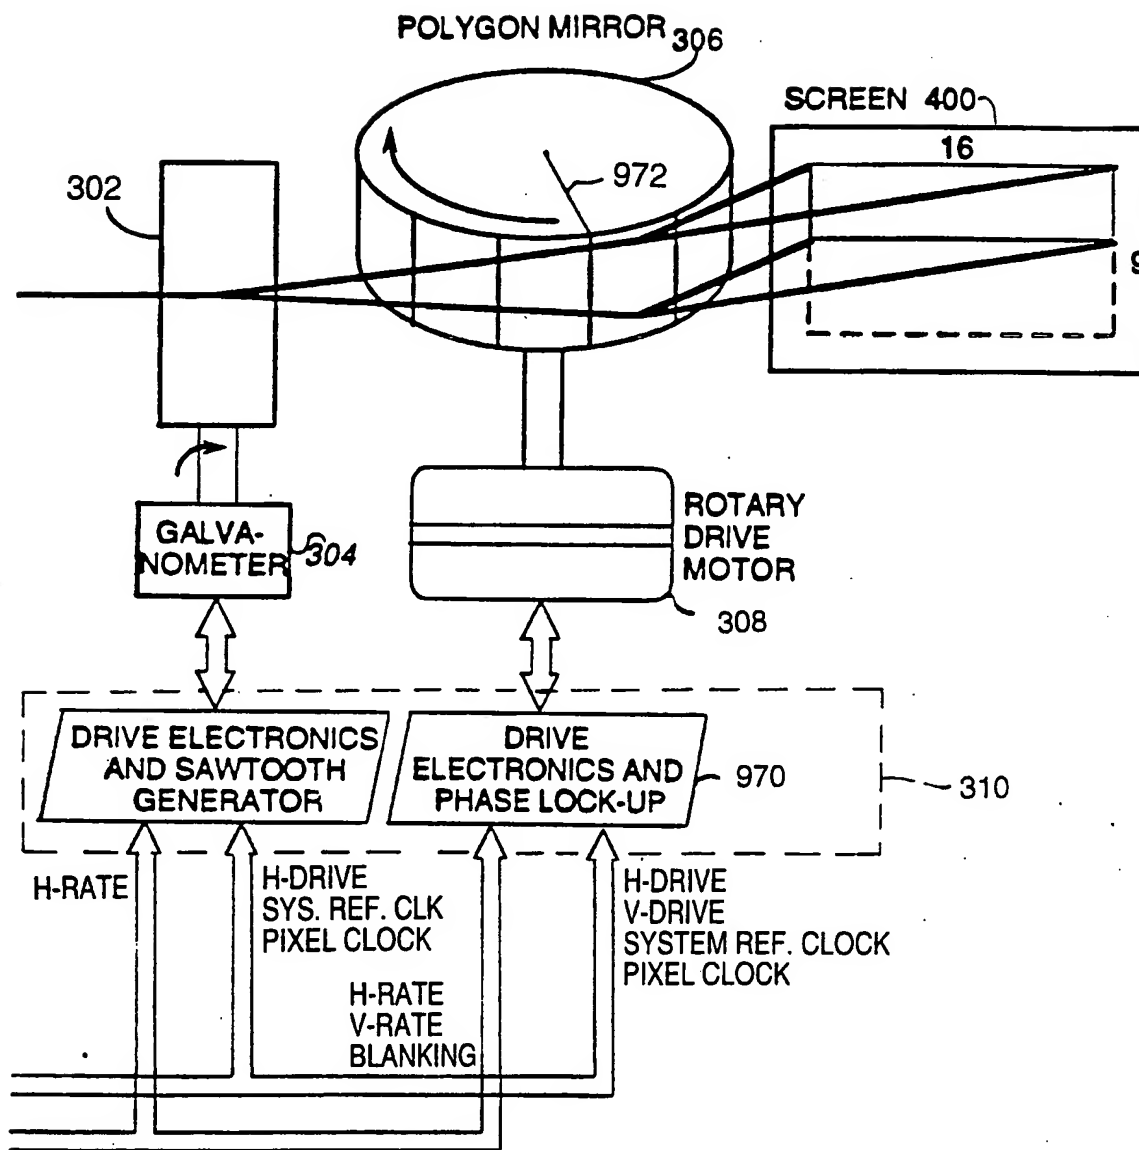 POLYGON MIRROR 306
SCREEN 400
16
302
972
9
GALVA-
NOMETER
304
ROTARY
DRIVE
MOTOR
308
DRIVE ELECTRONICS
AND SAWTOOTH
GENERATOR
DRIVE
ELECTRONICS AND
PHASE LOCK-UP
970
310
H-RATE
H-DRIVE
SYS. REF. CLK
PIXEL CLOCK
H-DRIVE
V-DRIVE
SYSTEM REF. CLOCK
PIXEL CLOCK
H-RATE
V-RATE
BLANKING